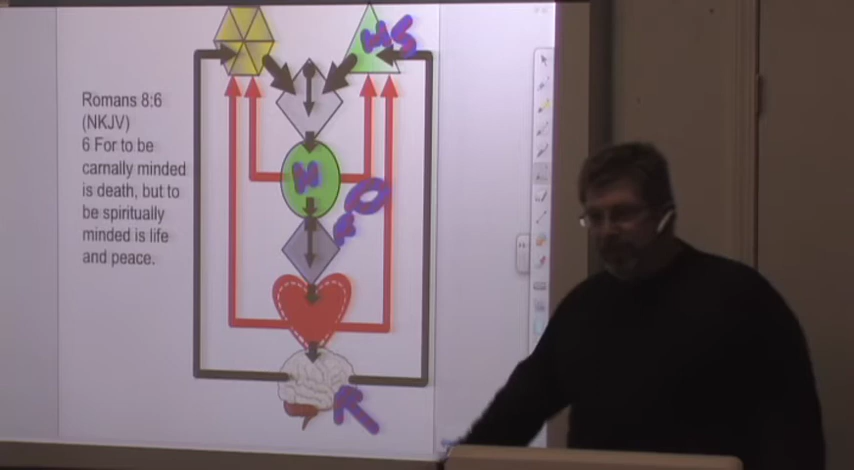 HS
Romans 8:6
(NKJV)
6 For to be
carnally minded
is death, but to
be spiritually
minded is life
and peace.
H